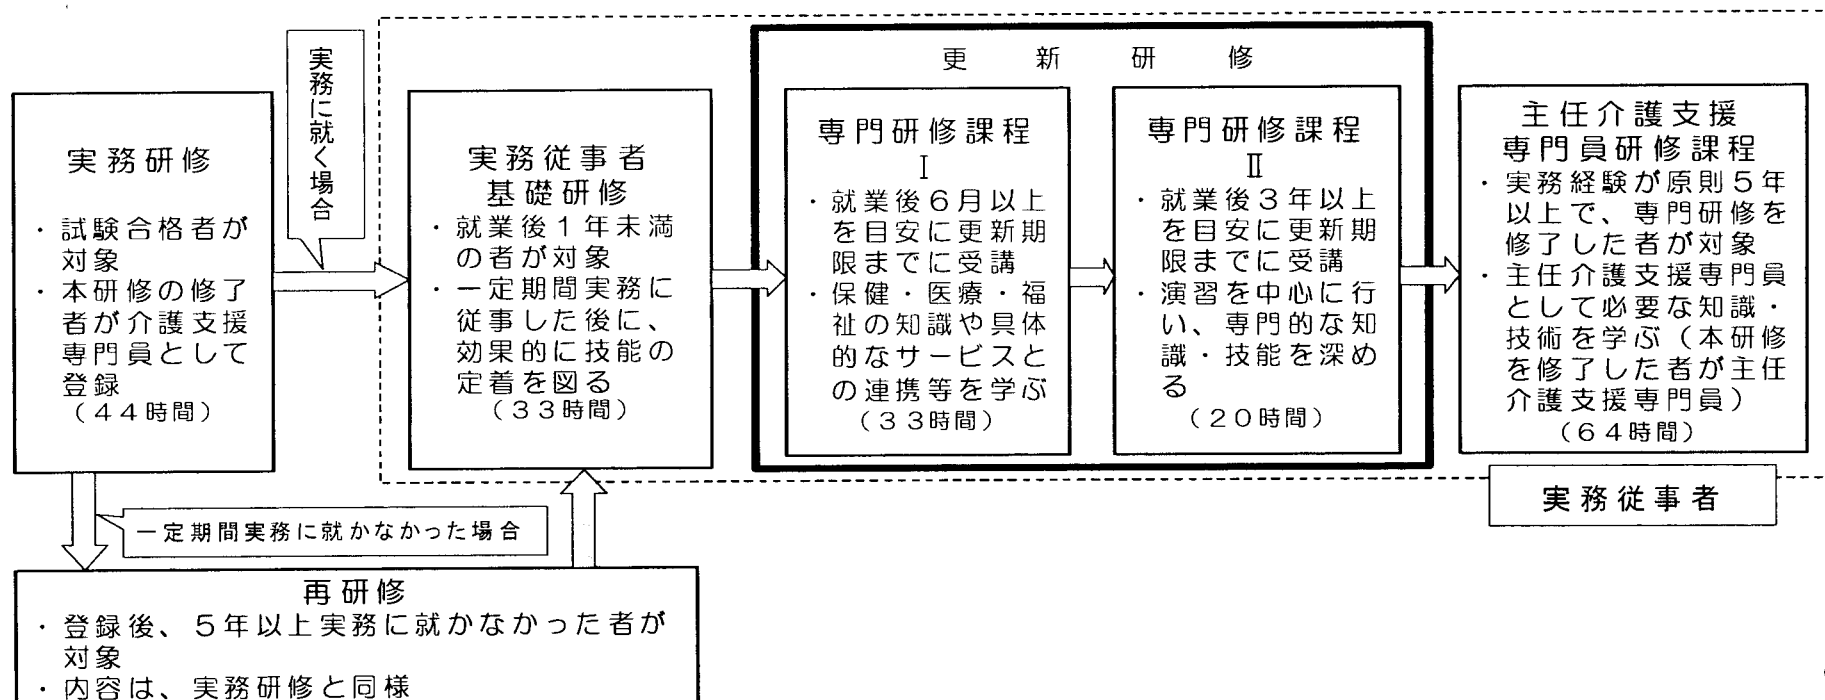 実務研修
・試験合格者が
対象
・本研修の修了
者が介護支援
専門員として
登録
（４４時間）
実務に就く場合
実務従事者
基礎研修
・就業後１年未満
の者が対象
・一定期間実務に
従事した後に、
効果的に技能の
定着を図る
（３３時間）
更新研修
専門研修課程
Ⅰ
・就業後６月以上
を目安に更新期
限までに受講
・保健・医療・福
祉の知識や具体
的なサービスと
の連携等を学ぶ
（３３時間）
専門研修課程
Ⅱ
・就業後３年以上
を目安に更新期
限までに受講
・演習を中心に行
い、専門的な知
識・技能を深め
る
（２０時間）
主任介護支援
専門員研修課程
・実務経験が原則５年
以上で、専門研修を
修了した者が対象
・主任介護支援専門員
として必要な知識・
技術を学ぶ（本研修
を修了した者が主任
介護支援専門員）
（６４時間）
実務従事者
一定期間実務に就かなかった場合
再研修
・登録後、５年以上実務に就かなかった者が
対象
・内容は、実務研修と同様